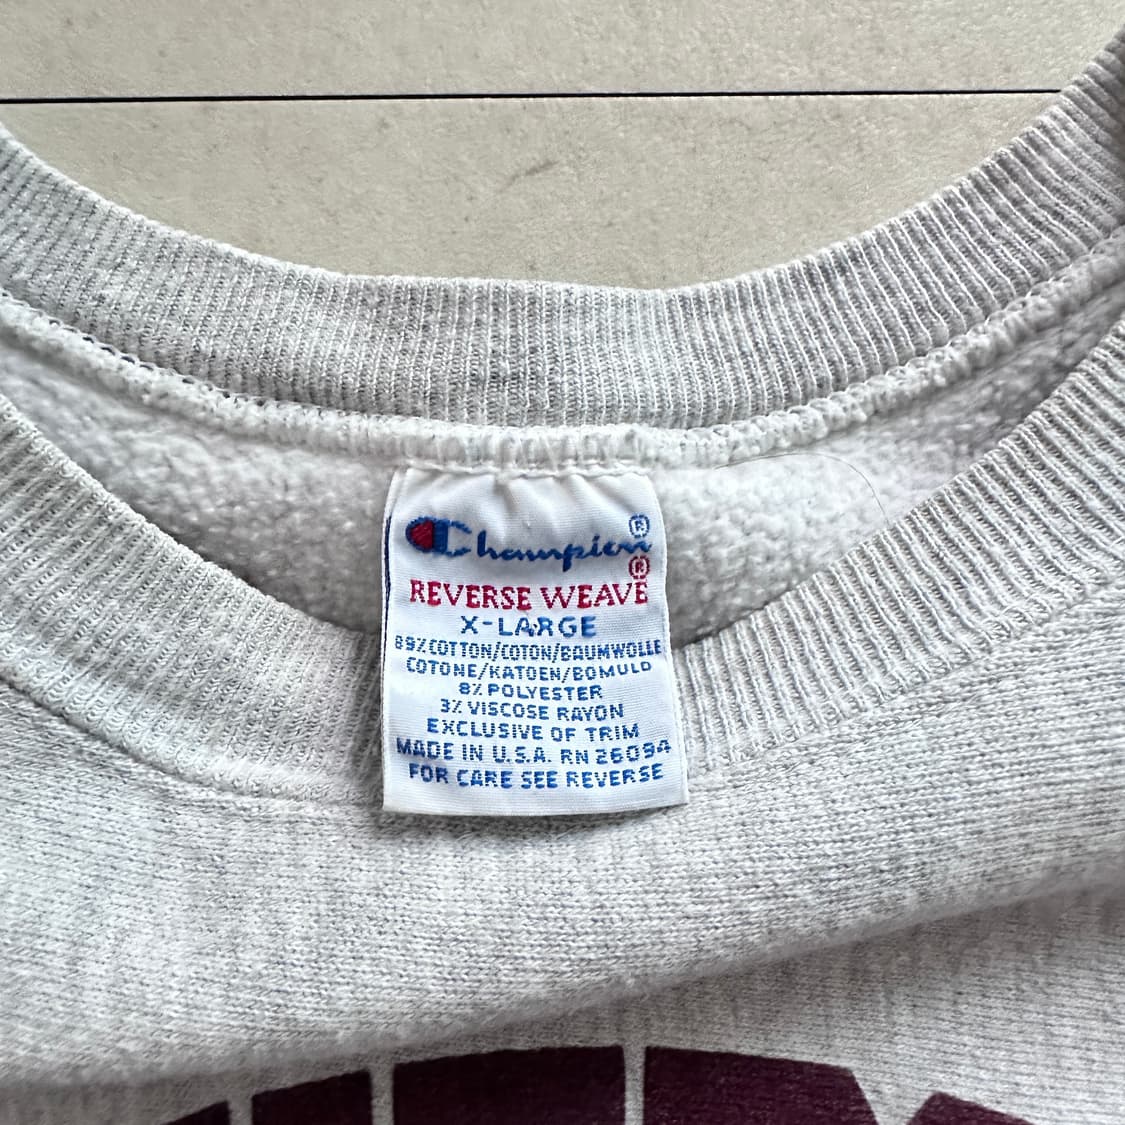 Champion®
REVERSE WEAVE®
X-LARGE
89% COTTON/COTON/BAUMWOLLE
COTONE/KATOEN/BOMULD
8% POLYESTER
3% VISCOSE RAYON
EXCLUSIVE OF TRIM
MADE IN U.S.A. RN 26094
FOR CARE SEE REVERSE